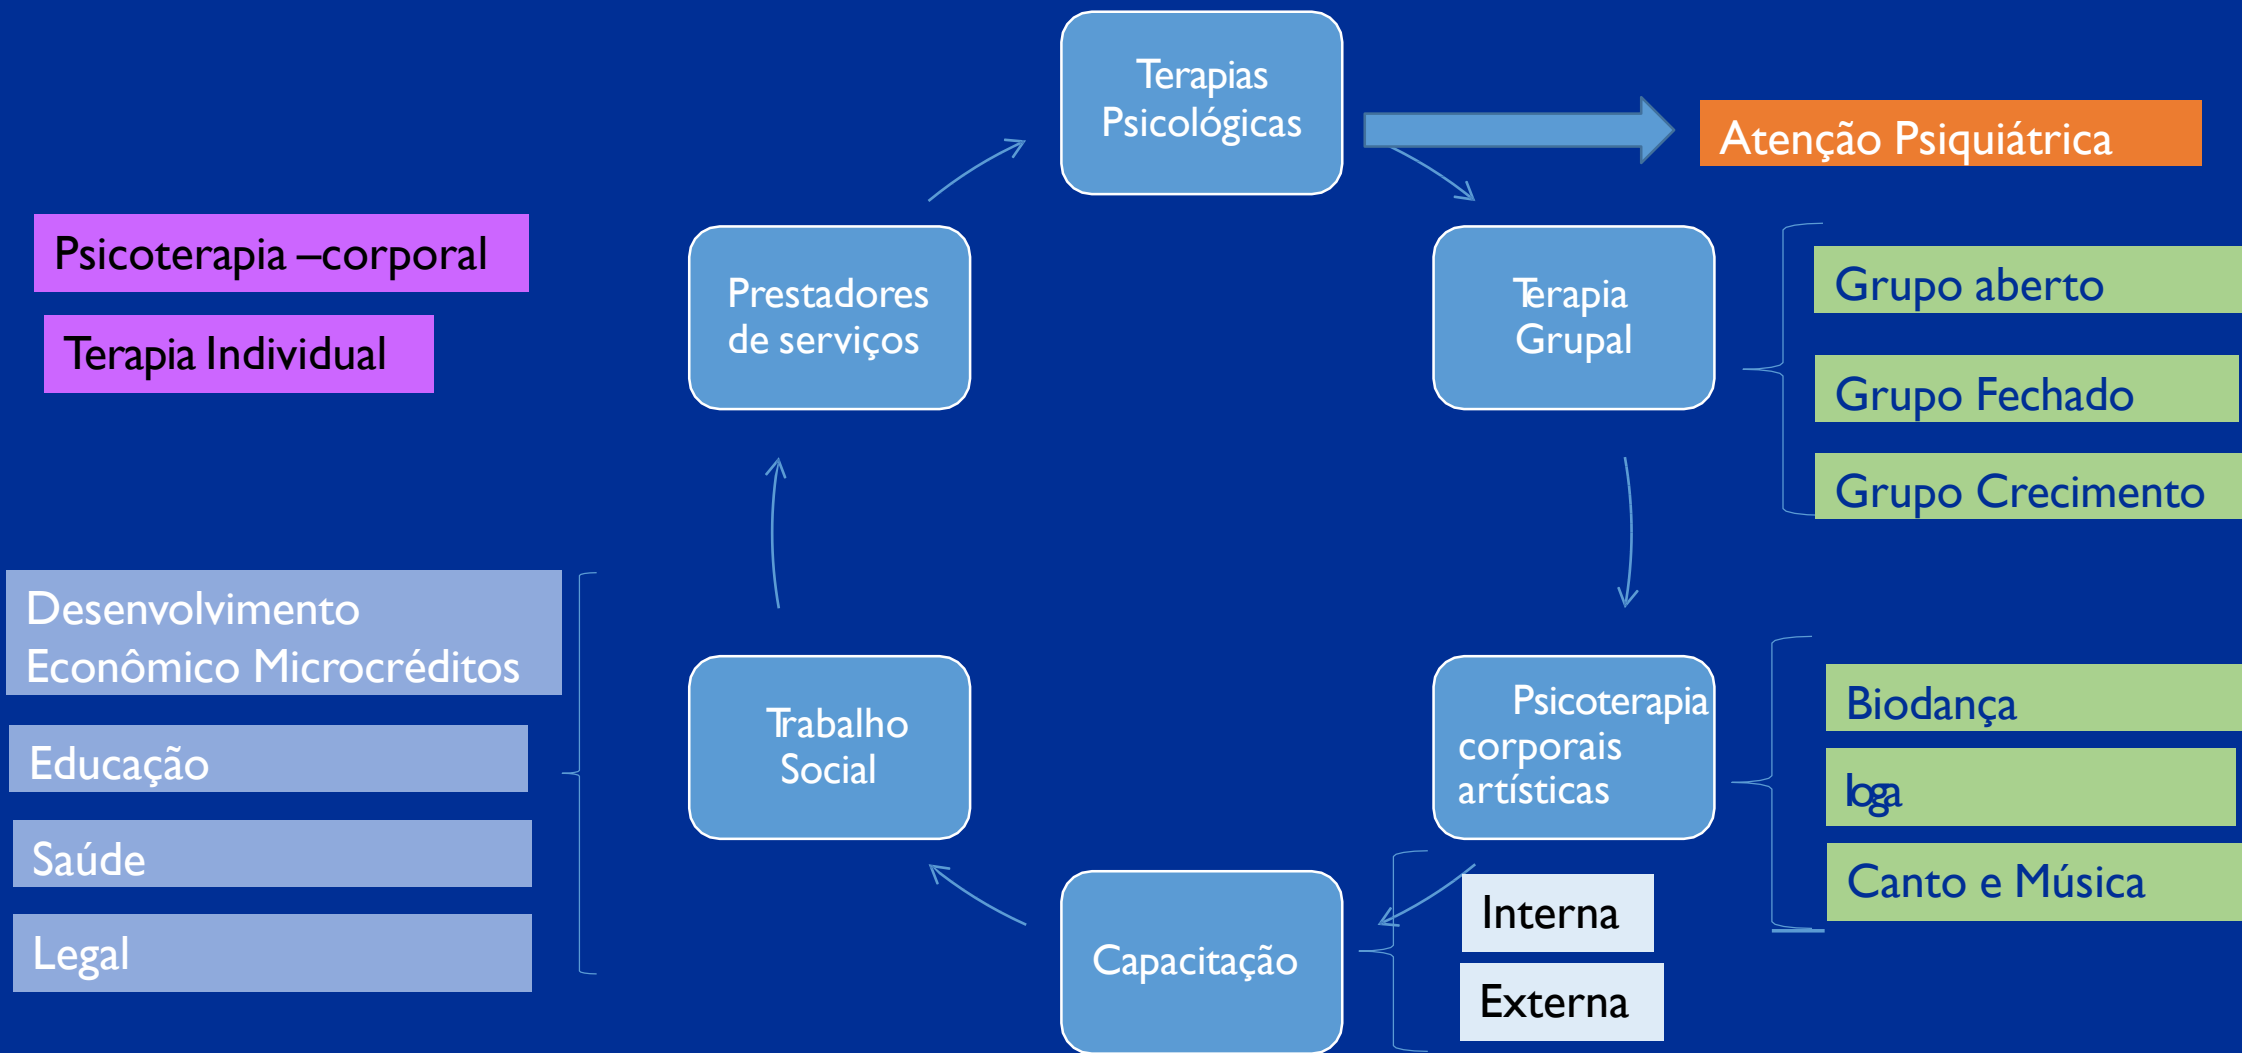 Terapias
Psicológicas
Atenção Psiquiátrica
Psicoterapia –corporal
Terapia Individual
Prestadores
de serviços
Terapia
Grupal
Grupo aberto
Grupo Fechado
Grupo Crecimento
Desenvolvimento
Econômico Microcréditos
Educação
Saúde
Legal
Trabalho
Social
Psicoterapia
corporais
artísticas
Biodança
Ioga
Canto e Música
Capacitação
Interna
Externa